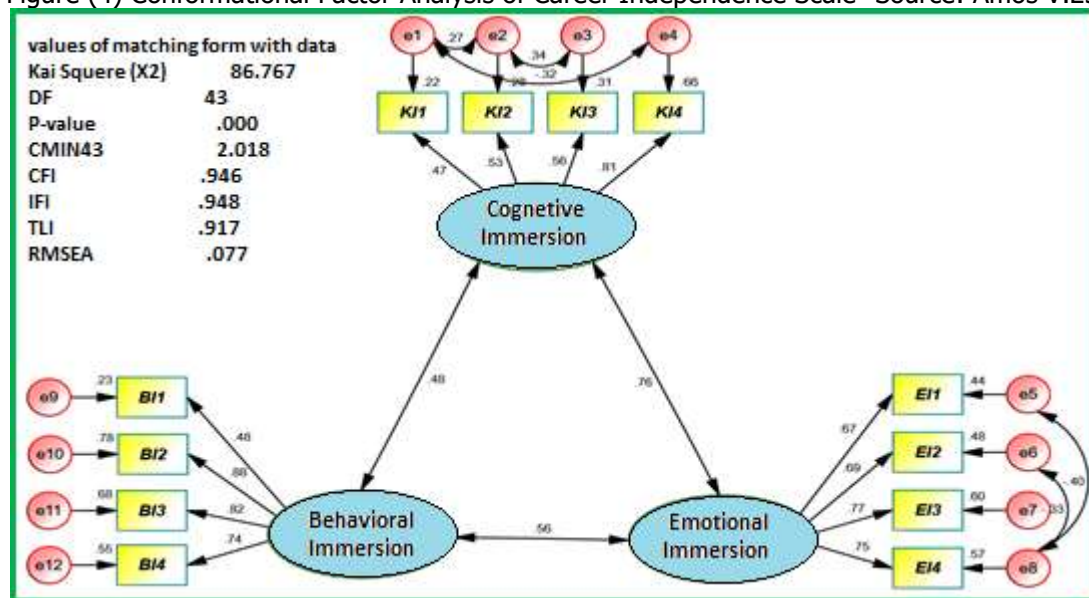 Figure (4) Conformational Factor Analysis of Career Independence Scale Source: Amos
values of matching form with data
Kai Squere (X2) 86.767
DF 43
P-value .000
CMIN43 2.018
CFI .946
IFI .948
TLI .917
RMSEA .077
e1 e2 e3 e4
.27 .34
-.32
.22 .31 .66
KI1 KI2 KI3 KI4
.47 .53 .56 .81
Cognetive
Immersion
.48 .76
e9 .23 BI1
e10 .78 BI2
e11 .68 BI3
e12 .55 BI4
.48
.88
.82
.74
Behavioral
Immersion
.56
Emotional
Immersion
.67
.69
.77
.75
EI1 .44 e5
EI2 .48 e6
EI3 .60 e7
EI4 .57 e8
-.40
-.33